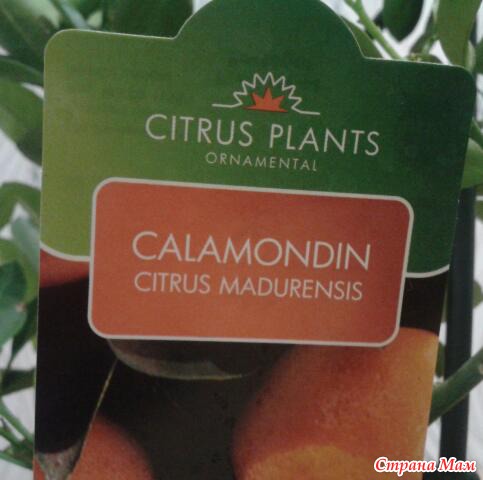 CITRUS PLANTS
ORNAMENTAL
CALAMONDIN
CITRUS MADURENSIS
Страна Мам